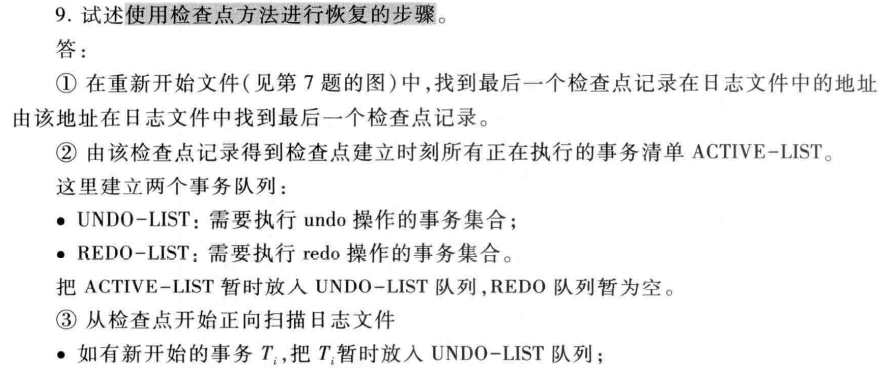 9. 试述使用检查点方法进行恢复的步骤。
答：
① 在重新开始文件(见第 7 题的图)中,找到最后一个检查点记录在日志文件中的地址
由该地址在日志文件中找到最后一个检查点记录。
② 由该检查点记录得到检查点建立时刻所有正在执行的事务清单 ACTIVE-LIST。
这里建立两个事务队列：
• UNDO-LIST: 需要执行 undo 操作的事务集合；
• REDO-LIST: 需要执行 redo 操作的事务集合。
把 ACTIVE-LIST 暂时放入 UNDO-LIST 队列,REDO 队列暂为空。
③ 从检查点开始正向扫描日志文件
• 如有新开始的事务 Tᵢ,把 Tᵢ暂时放入 UNDO-LIST 队列；